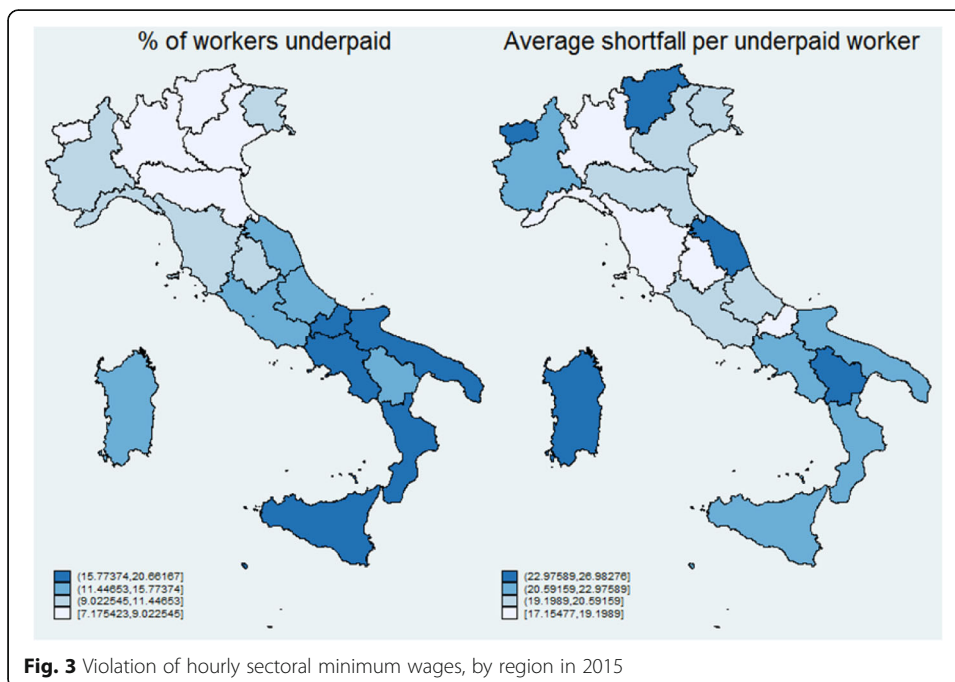 % of workers underpaid
Average shortfall per underpaid worker
(15.77374,20.66167]
(11.44653,15.77374]
(9.022545,11.44653]
[7.175423,9.022545]
(22.97589,26.98276]
(20.59159,22.97589]
(19.1989,20.59159]
[17.15477,19.1989]
Fig. 3 Violation of hourly sectoral minimum wages, by region in 2015